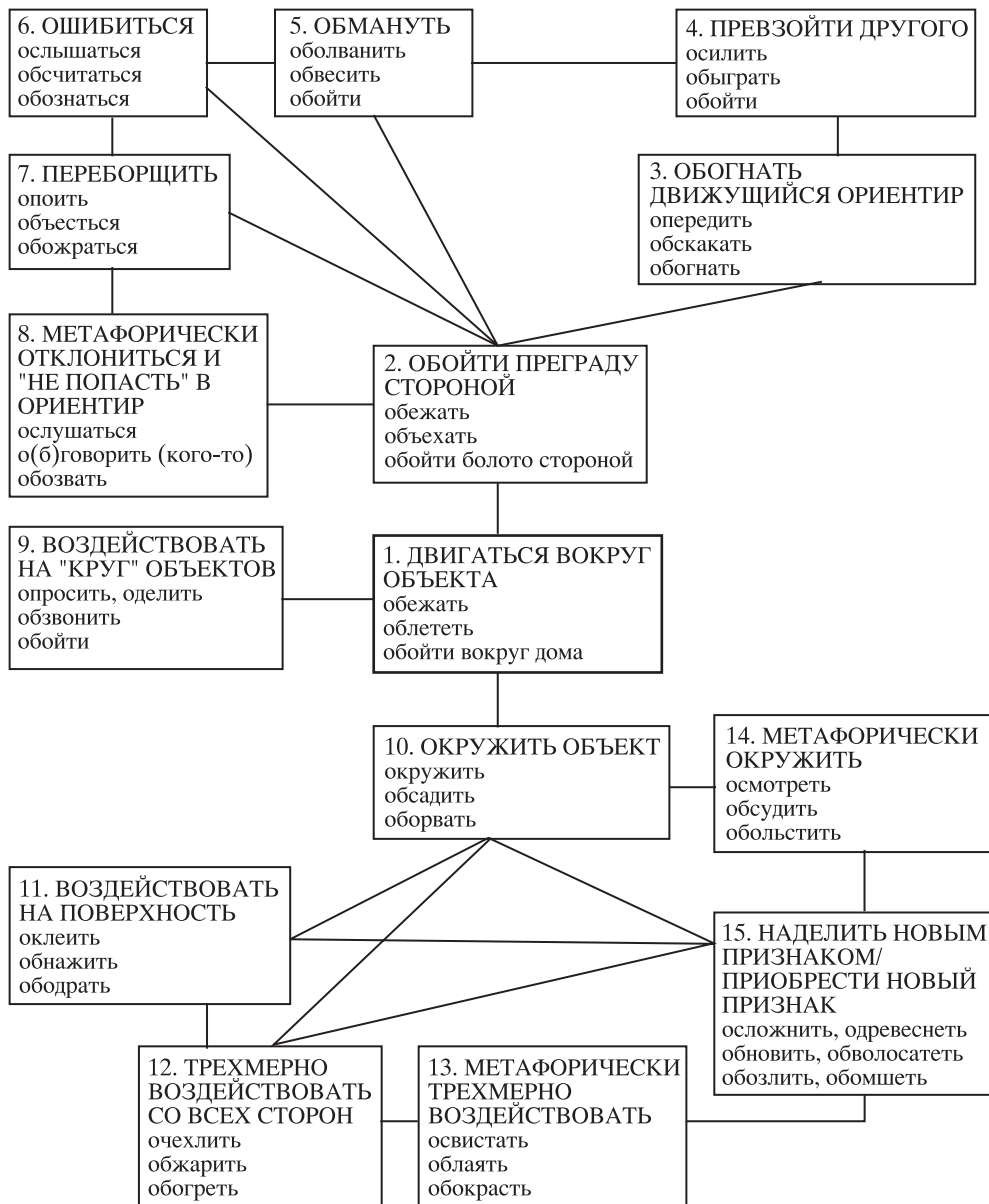 6. ОШИБИТЬСЯ
ослышаться
обсчитаться
обознаться
5. ОБМАНУТЬ
оболванить
обвесить
обойти
4. ПРЕВЗОЙТИ ДРУГОГО
осилить
обыграть
обойти
7. ПЕРЕБОРЩИТЬ
опоить
объесться
обожраться
3. ОБОГНАТЬ
ДВИЖУЩИЙСЯ ОРИЕНТИР
опередить
обскакать
обогнать
8. МЕТАФОРИЧЕСКИ
ОТКЛОНИТЬСЯ И
"НЕ ПОПАСТЬ" В
ОРИЕНТИР
ослушаться
о(б)говорить (кого-то)
обозвать
2. ОБОЙТИ ПРЕГРАДУ
СТОРОНОЙ
обежать
объехать
обойти болото стороной
9. ВОЗДЕЙСТВОВАТЬ
НА "КРУГ" ОБЪЕКТОВ
опросить, оделить
обзвонить
обойти
1. ДВИГАТЬСЯ ВОКРУГ
ОБЪЕКТА
обежать
облететь
обойти вокруг дома
10. ОКРУЖИТЬ ОБЪЕКТ
окружить
обсадить
оборвать
14. МЕТАФОРИЧЕСКИ
ОКРУЖИТЬ
осмотреть
обсудить
обольстить
11. ВОЗДЕЙСТВОВАТЬ
НА ПОВЕРХНОСТЬ
оклеить
обнажить
ободрать
15. НАДЕЛИТЬ НОВЫМ
ПРИЗНАКОМ/
ПРИОБРЕСТИ НОВЫЙ
ПРИЗНАК
осложнить, одревеснеть
обновить, обволосатеть
обозлить, обомшеть
12. ТРЕХМЕРНО
ВОЗДЕЙСТВОВАТЬ
СО ВСЕХ СТОРОН
очехлить
обжарить
обогреть
13. МЕТАФОРИЧЕСКИ
ТРЕХМЕРНО
ВОЗДЕЙСТВОВАТЬ
освистать
облаять
обокрасть